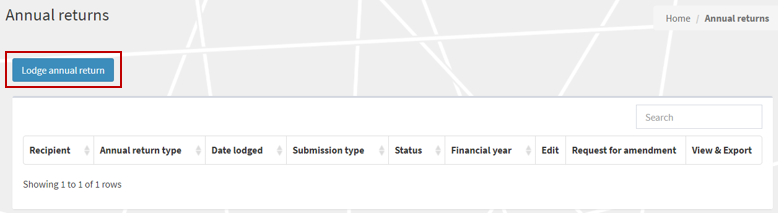 Annual returns
Home / Annual returns
Lodge annual return
Search
Recipient Annual return type Date lodged Submission type Status Financial year Edit Request for amendment View & Export
Showing 1 to 1 of 1 rows